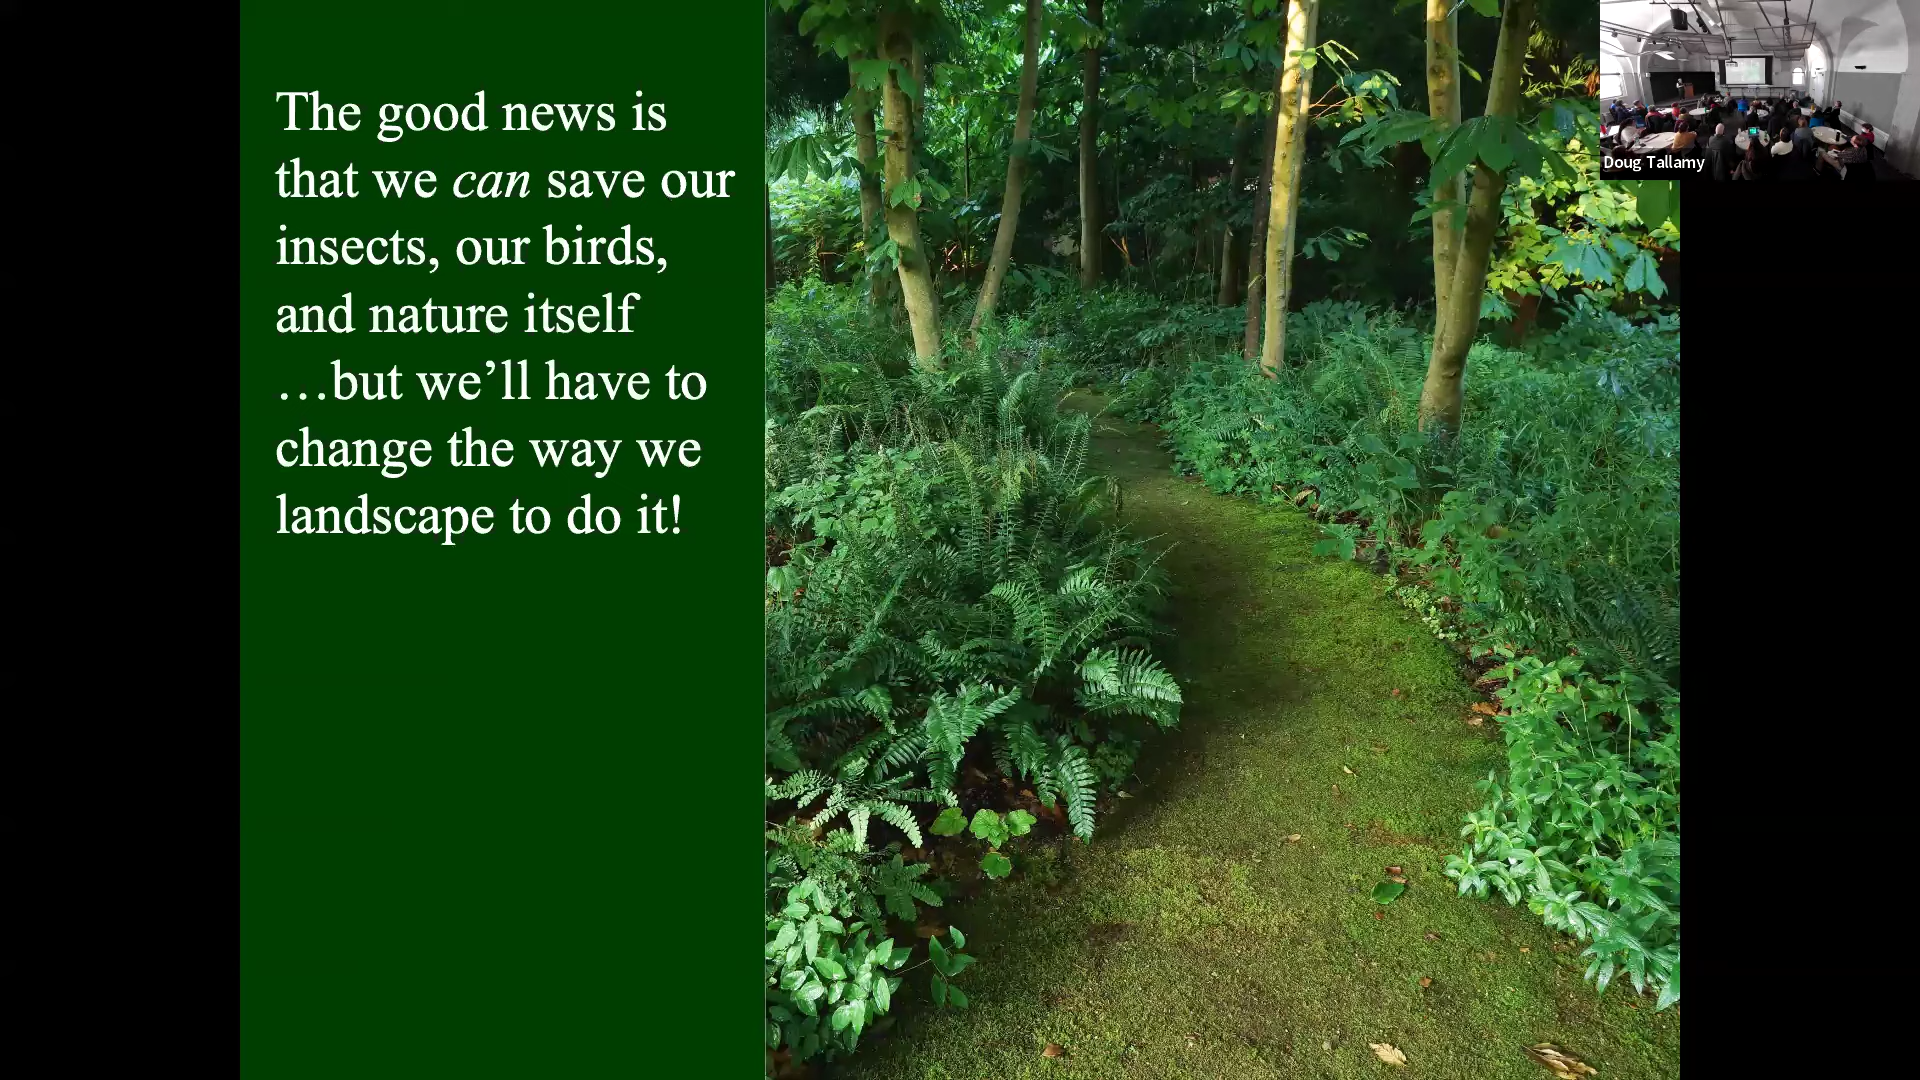 The good news is
that we can save our
insects, our birds,
and nature itself
…but we’ll have to
change the way we
landscape to do it!
Doug Tallamy